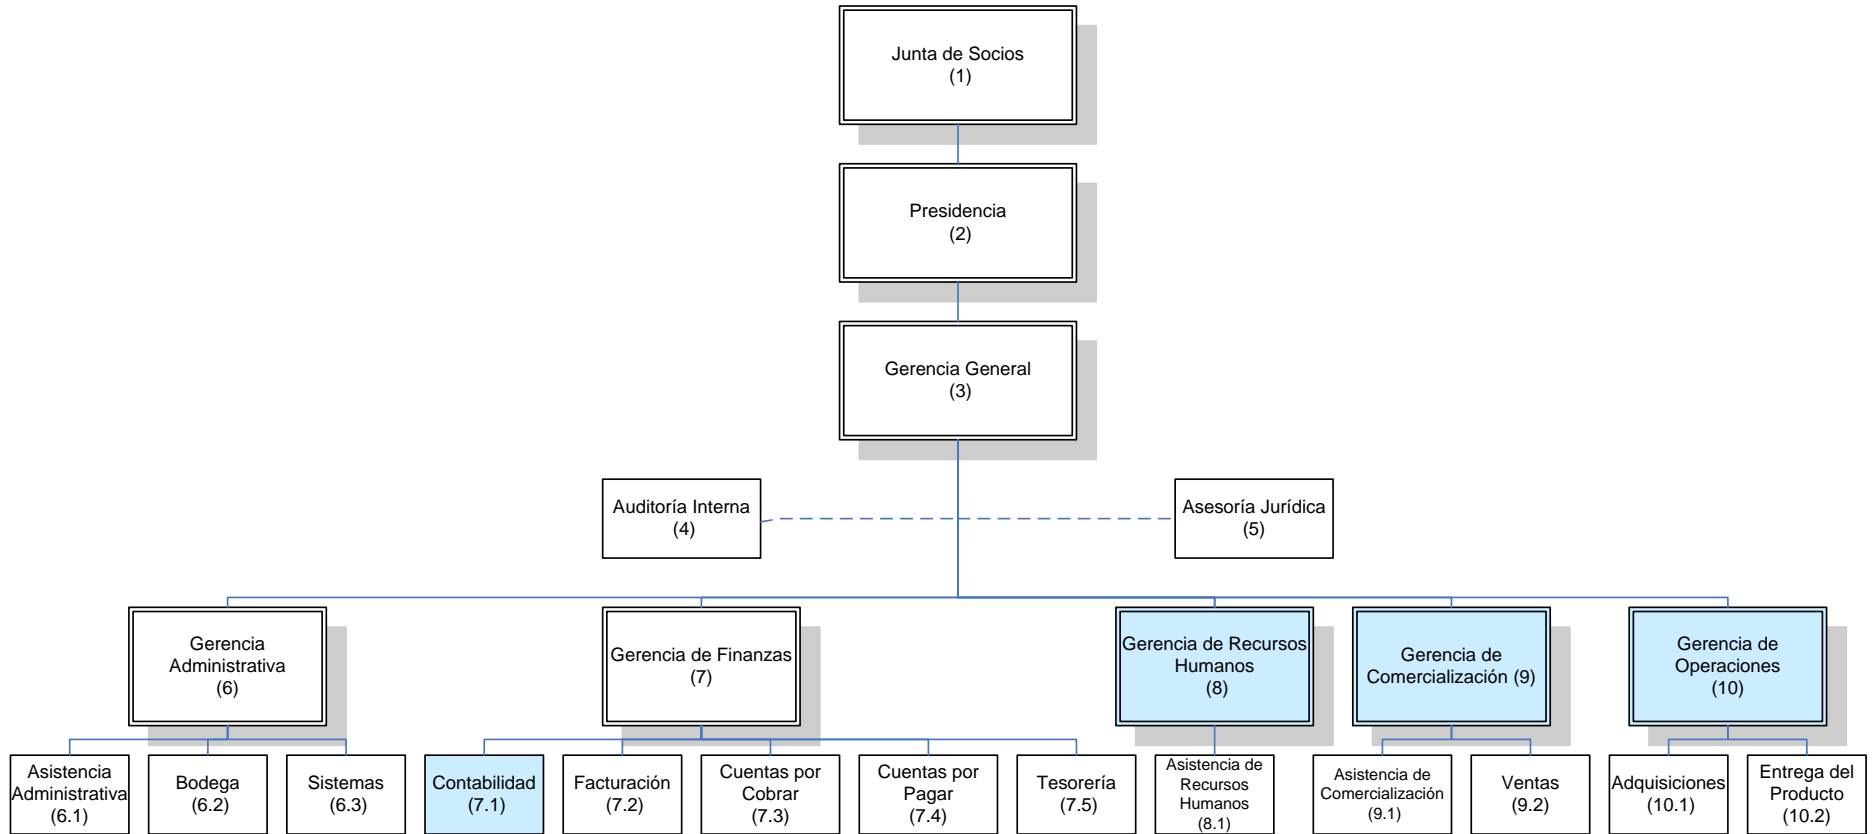 Junta de Socios
(1)
Presidencia
(2)
Gerencia General
(3)
Auditoría Interna
(4)
Asesoría Jurídica
(5)
Gerencia
Administrativa
(6)
Gerencia de Finanzas
(7)
Gerencia de Recursos
Humanos
(8)
Gerencia de
Comercialización (9)
Gerencia de
Operaciones
(10)
Asistencia
Administrativa
(6.1)
Bodega
(6.2)
Sistemas
(6.3)
Contabilidad
(7.1)
Facturación
(7.2)
Cuentas por
Cobrar
(7.3)
Cuentas por
Pagar
(7.4)
Tesorería
(7.5)
Asistencia de
Recursos
Humanos
(8.1)
Asistencia de
Comercialización
(9.1)
Ventas
(9.2)
Adquisiciones
(10.1)
Entrega del
Producto
(10.2)